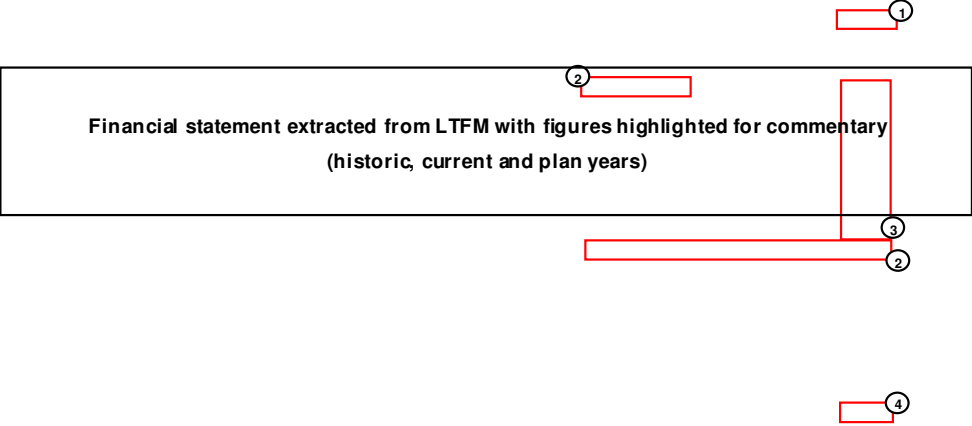 1
2
Financial statement extracted from LTFM with figures highlighted for commentary
(historic, current and plan years)
3
2
4